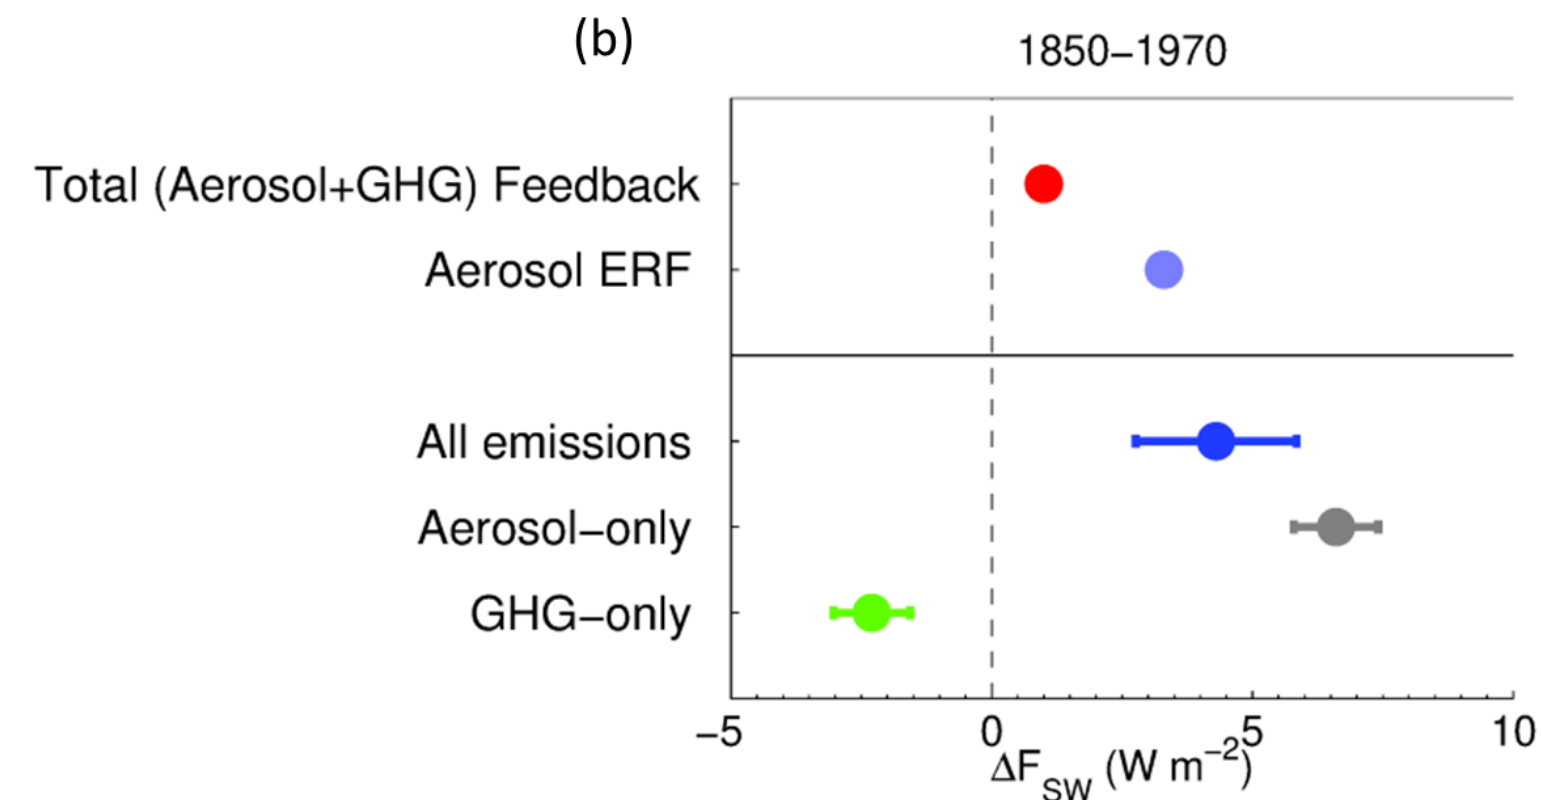 (b)
1850−1970
Total (Aerosol+GHG) Feedback
Aerosol ERF
All emissions
Aerosol−only
GHG−only
−5 0 5 10
ΔF_SW (W m⁻²)